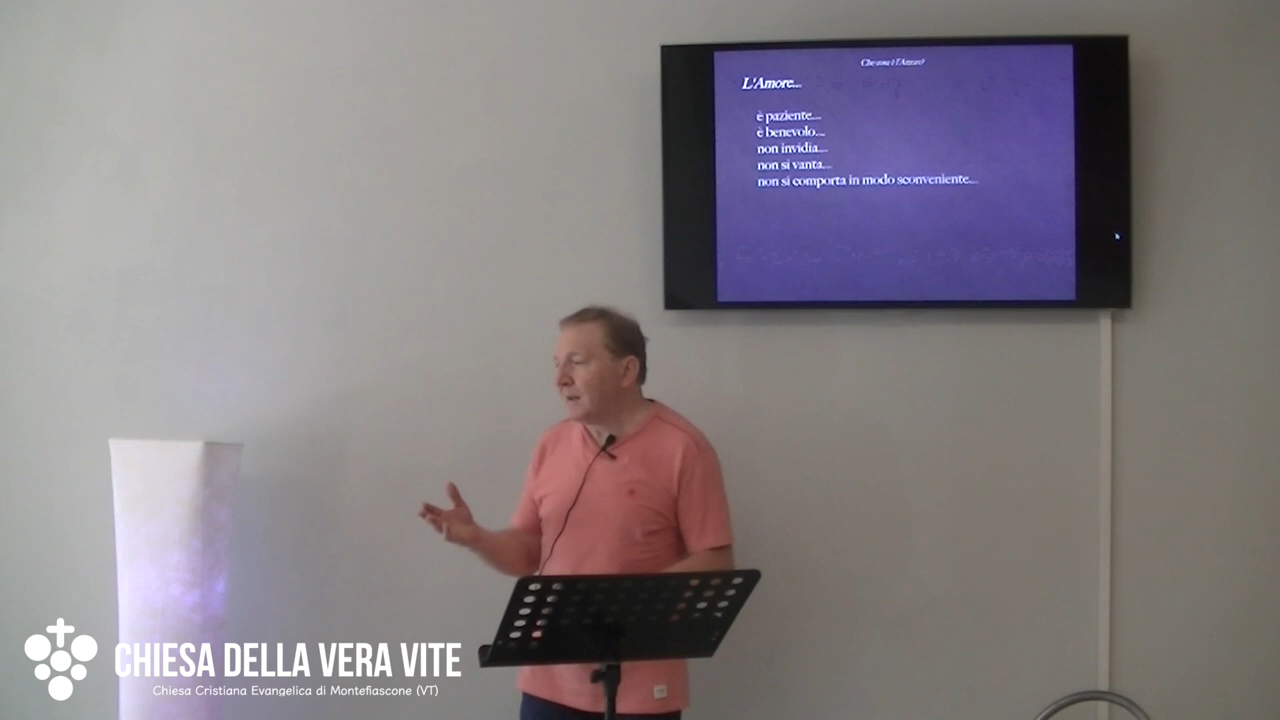 Che cosa è l'Amore?
L'Amore...
è paziente...
è benevolo...
non invidia...
non si vanta...
non si comporta in modo sconveniente...
CHIESA DELLA VERA VITE
Chiesa Cristiana Evangelica di Montefiascone (VT)